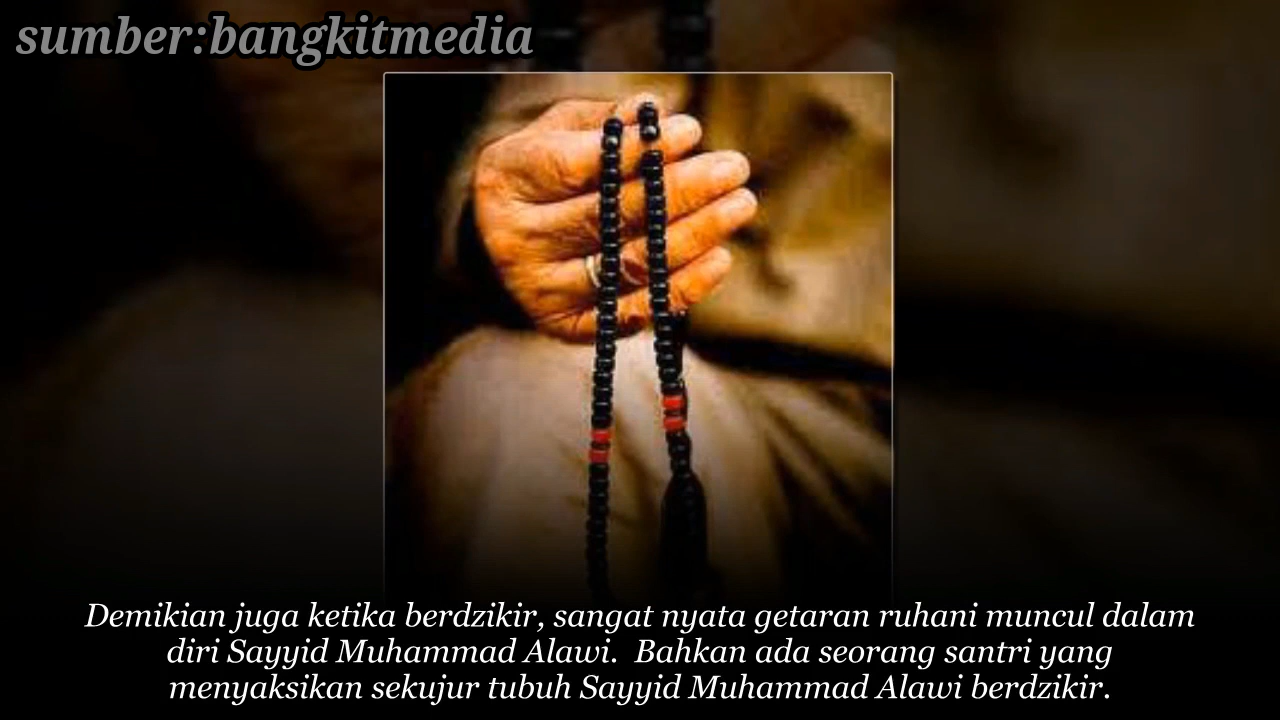 sumber:bangkitmedia
Demikian juga ketika berdzikir, sangat nyata getaran ruhani muncul dalam
diri Sayyid Muhammad Alawi.  Bahkan ada seorang santri yang
menyaksikan sekujur tubuh Sayyid Muhammad Alawi berdzikir.